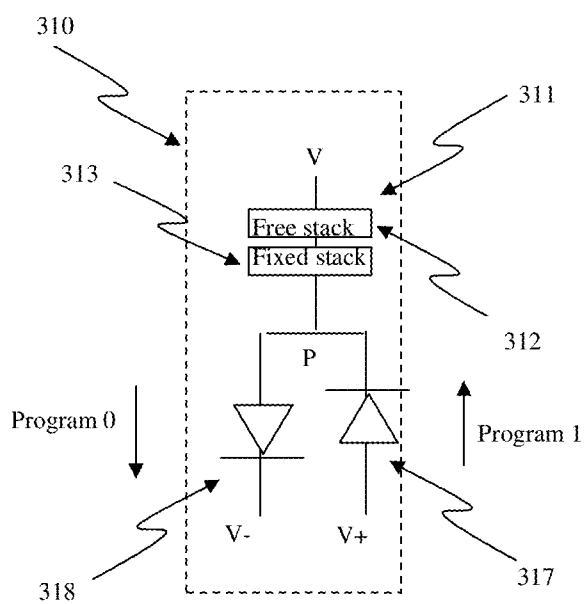 310
311
313
V
Free stack
Fixed stack
312
P
Program 0
Program 1
V-
V+
318
317